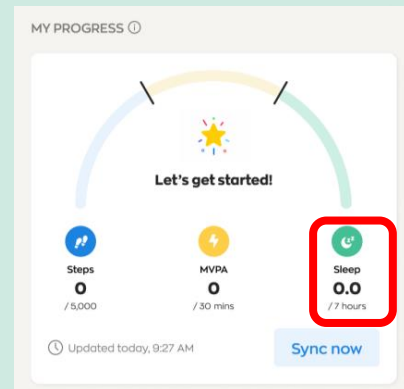 MY PROGRESS ⓘ
Let's get started!
Steps
0
/ 5,000
MVPA
0
/ 30 mins
Sleep
0.0
/ 7 hours
Updated today, 9:27 AM
Sync now